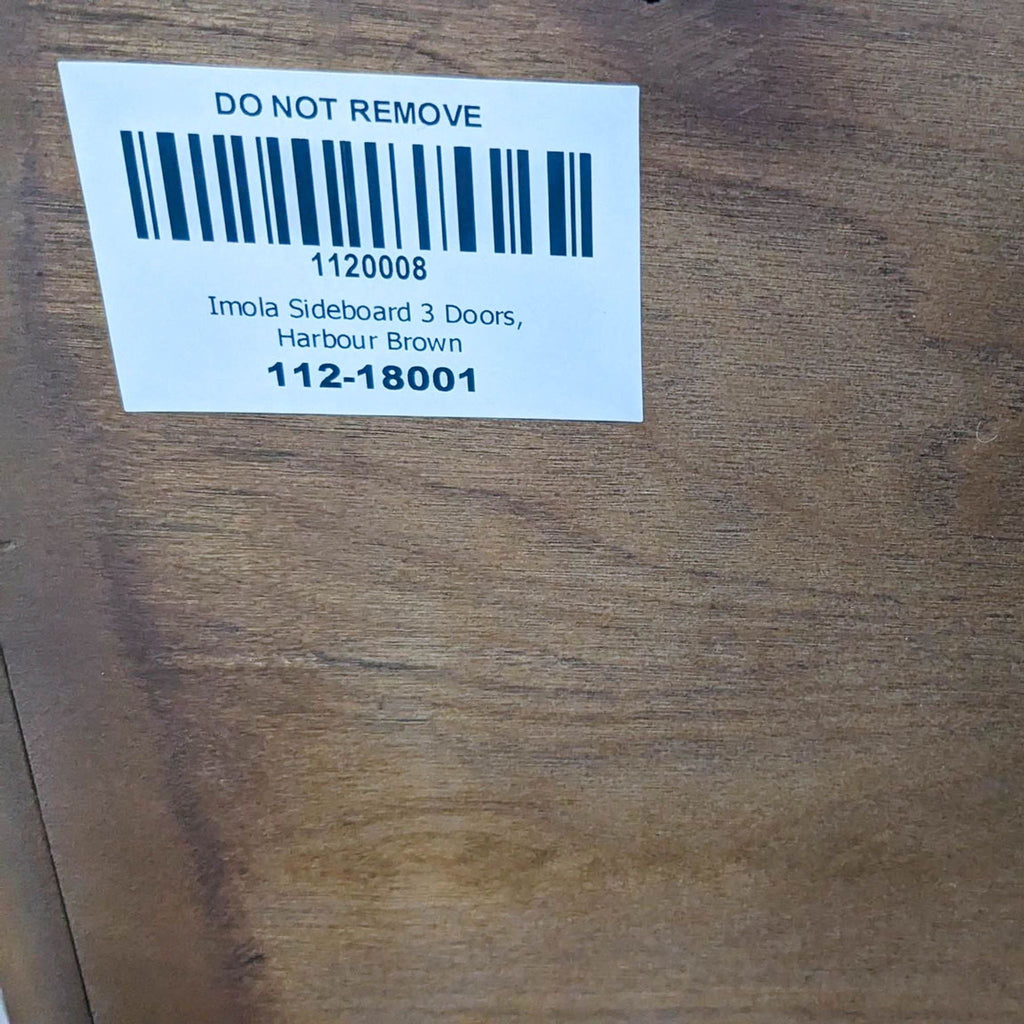 DO NOT REMOVE
1120008
Imola Sideboard 3 Doors,
Harbour Brown
112-18001